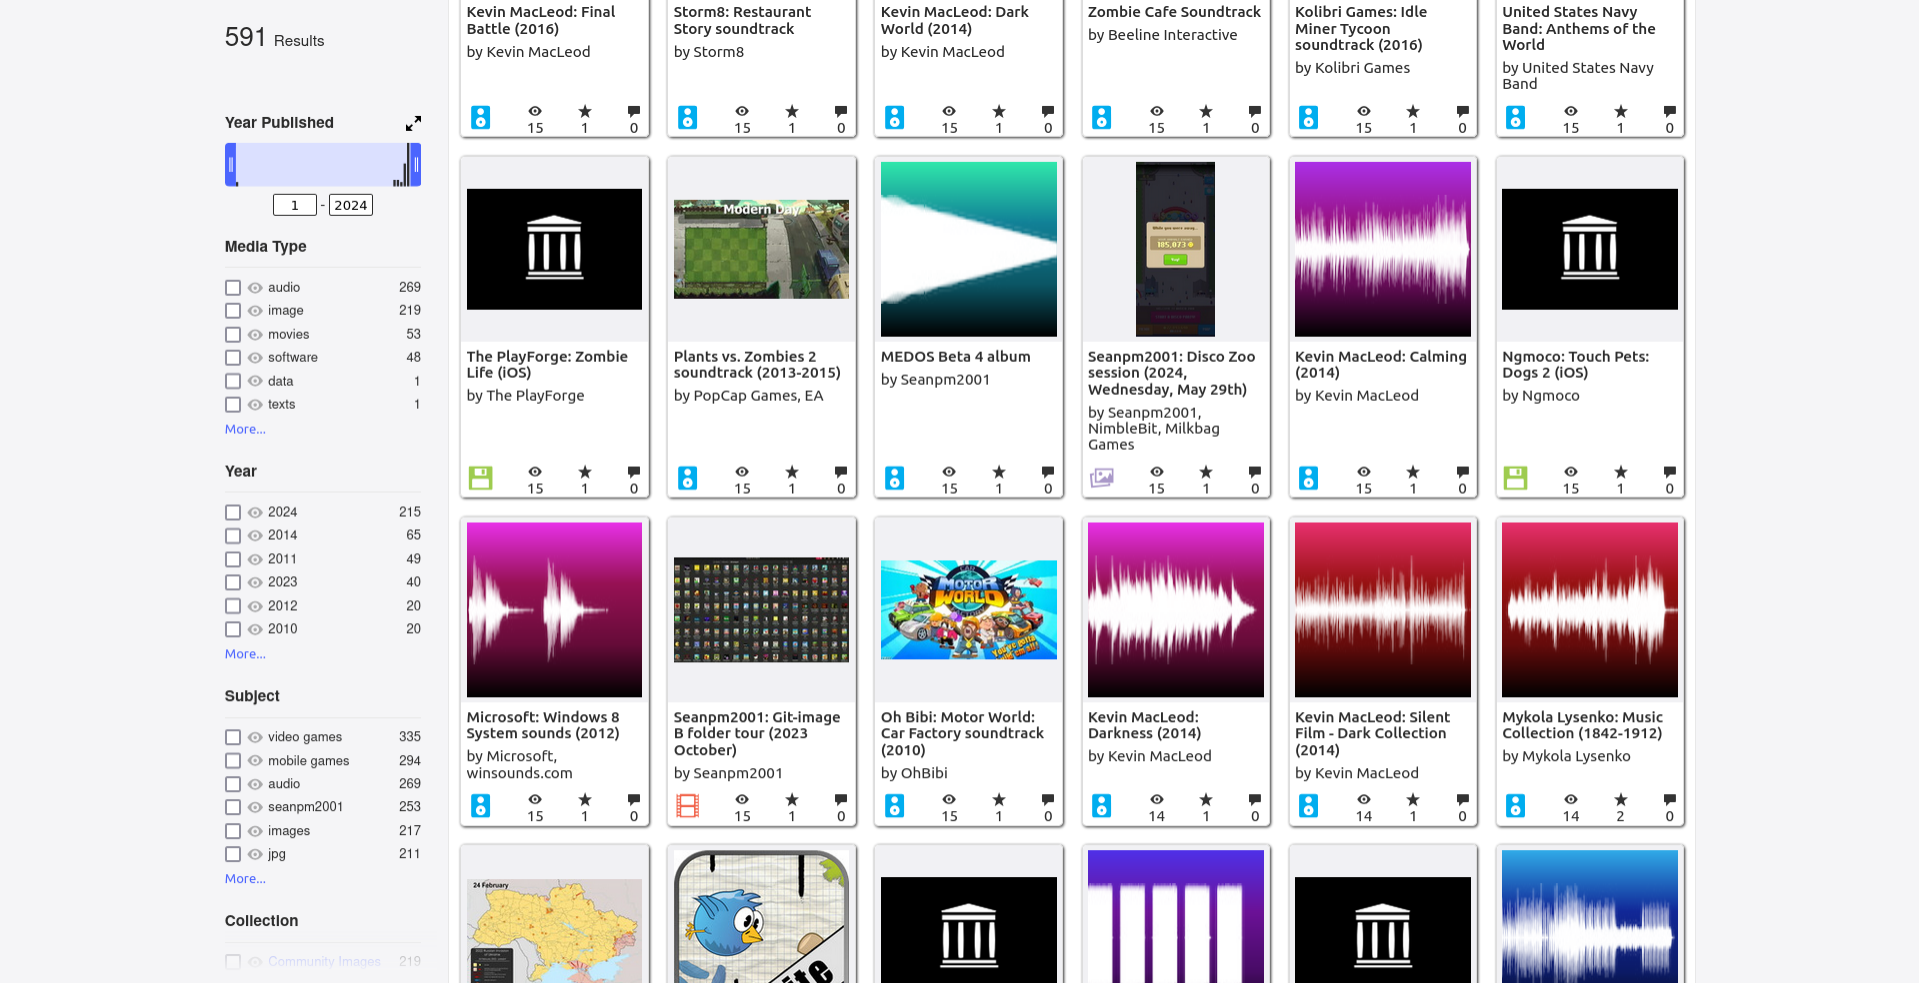 591 Results
Year Published
1 - 2024
Media Type
audio 269
image 219
movies 53
software 48
data 1
texts 1
More...
Year
2024 215
2014 65
2011 49
2023 40
2012 20
2010 20
More...
Subject
video games 335
mobile games 294
audio 269
seanpm2001 253
images 217
jpg 211
More...
Collection
Community Images 219
Kevin MacLeod: Final
Battle (2016)
by Kevin MacLeod
15 1 0
Storm8: Restaurant
Story soundtrack
by Storm8
15 1 0
Kevin MacLeod: Dark
World (2014)
by Kevin MacLeod
15 1 0
Zombie Cafe Soundtrack
by Beeline Interactive
15 1 0
Kolibri Games: Idle
Miner Tycoon
soundtrack (2016)
by Kolibri Games
15 1 0
United States Navy
Band: Anthems of the
World
by United States Navy
Band
15 1 0
The PlayForge: Zombie
Life (iOS)
by The PlayForge
15 1 0
Modern Day
Plants vs. Zombies 2
soundtrack (2013-2015)
by PopCap Games, EA
15 1 0
MEDOS Beta 4 album
by Seanpm2001
15 1 0
While you were away...
185,073
Seanpm2001: Disco Zoo
session (2024,
Wednesday, May 29th)
by Seanpm2001,
NimbleBit, Milkbag
Games
15 1 0
Kevin MacLeod: Calming
(2014)
by Kevin MacLeod
15 1 0
Ngmoco: Touch Pets:
Dogs 2 (iOS)
by Ngmoco
15 1 0
Microsoft: Windows 8
System sounds (2012)
by Microsoft,
winsounds.com
15 1 0
Seanpm2001: Git-image
B folder tour (2023
October)
by Seanpm2001
15 1 0
MOTOR
WORLD
You've gotta
Oh Bibi: Motor World:
Car Factory soundtrack
(2010)
by OhBibi
15 1 0
Kevin MacLeod:
Darkness (2014)
by Kevin MacLeod
14 1 0
Kevin MacLeod: Silent
Film - Dark Collection
(2014)
by Kevin MacLeod
14 1 0
Mykola Lysenko: Music
Collection (1842-1912)
by Mykola Lysenko
14 2 0
24 February